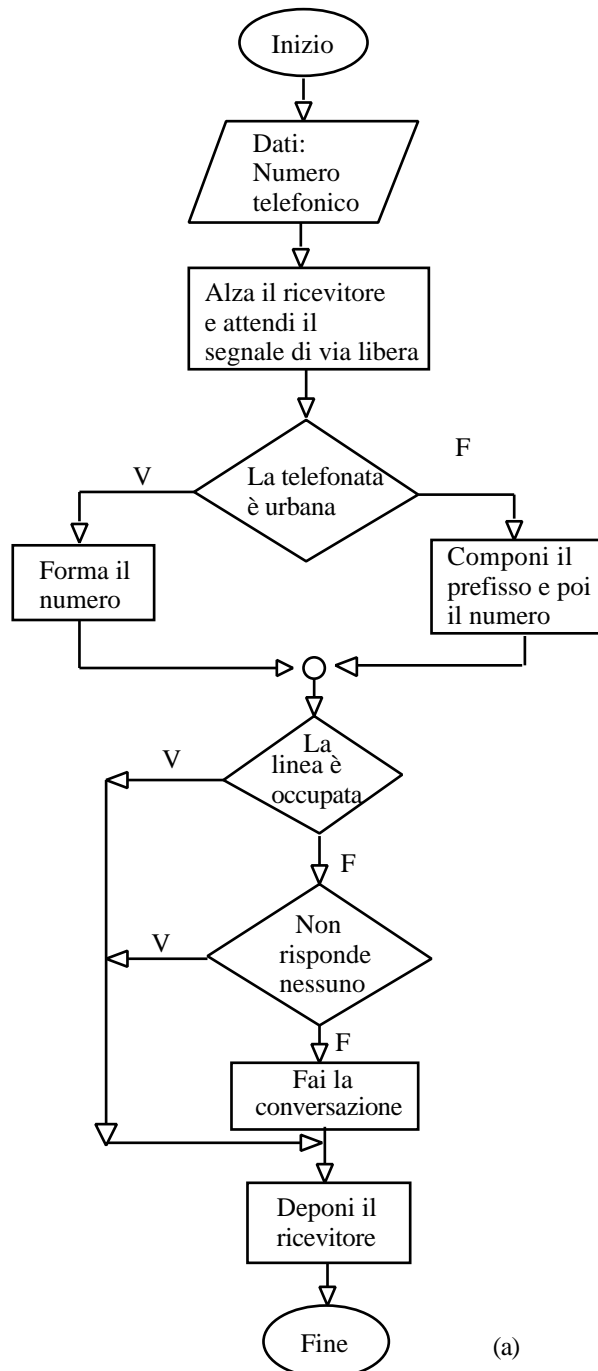 Inizio
Dati:
Numero
telefonico
Alza il ricevitore
e attendi il
segnale di via libera
V
F
La telefonata
è urbana
Forma il
numero
Componi il
prefisso e poi
il numero
La
linea è
occupata
V
F
Non
risponde
nessuno
V
F
Fai la
conversazione
Deponi il
ricevitore
Fine
(a)